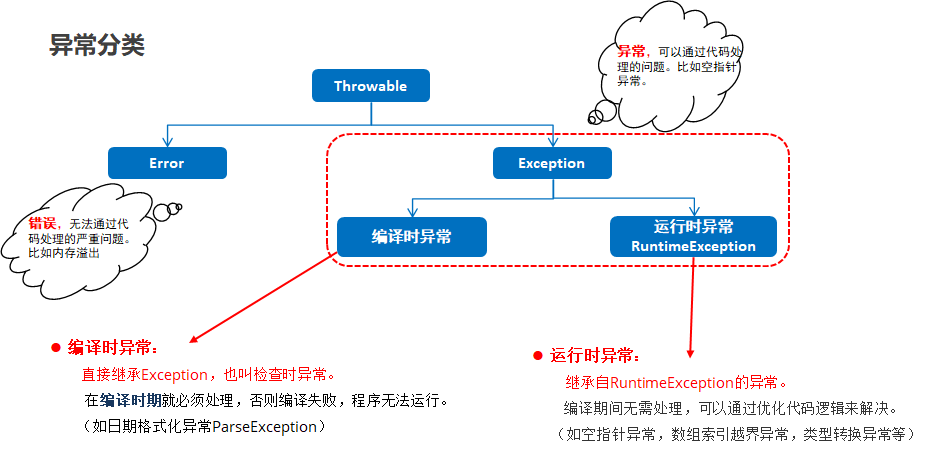 异常分类
异常，可以通过代码处
理的问题。比如空指针
异常。
Throwable
Error
Exception
错误，无法通过代
码处理的严重问题。
比如内存溢出
编译时异常
运行时异常
RuntimeException
● 编译时异常：
直接继承Exception，也叫检查时异常。
在编译时期就必须处理，否则编译失败，程序无法运行。
（如日期格式化异常ParseException）
● 运行时异常：
继承自RuntimeException的异常。
编译期间无需处理，可以通过优化代码逻辑来解决。
（如空指针异常，数组索引越界异常，类型转换异常等）